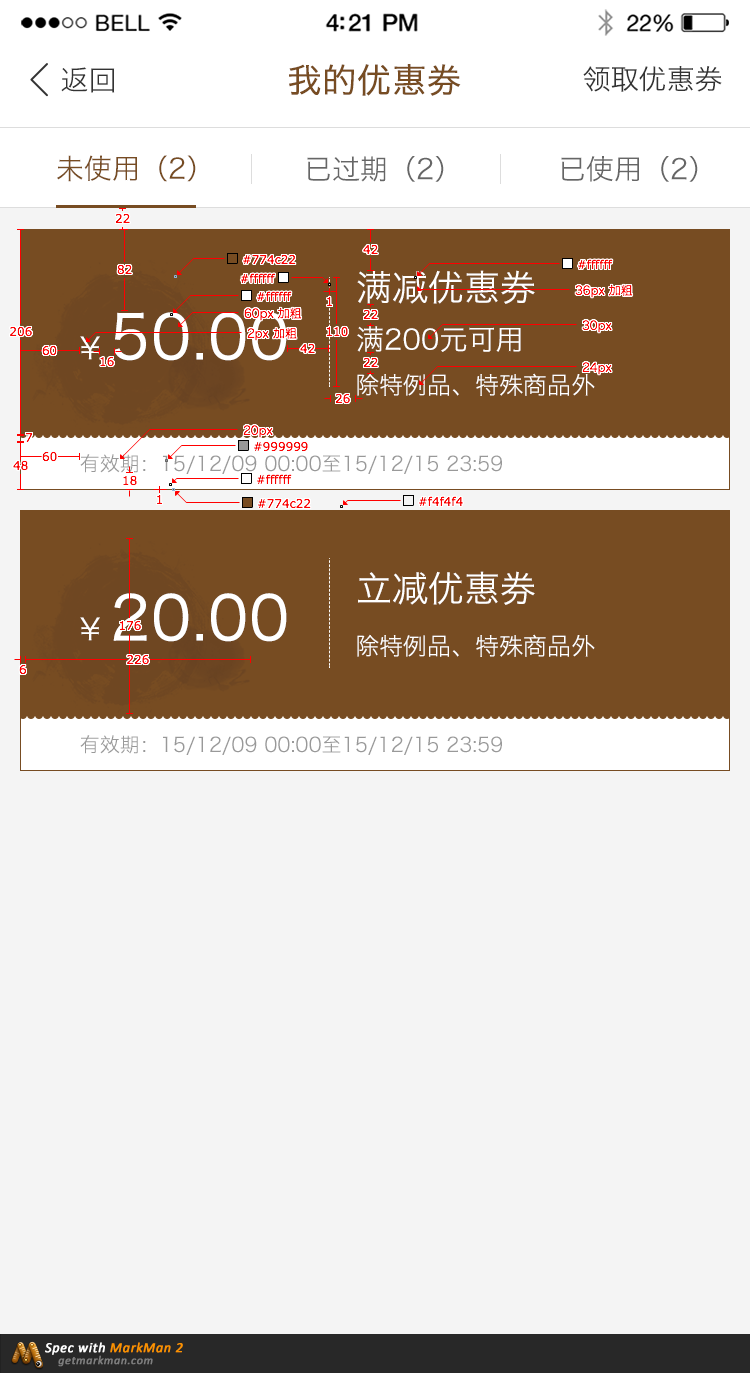 BELL 4:21 PM 22%
返回 我的优惠券 领取优惠券
未使用（2） 已过期（2） 已使用（2）
22
42
82 #774c22 #ffffff
#ffffff 满减优惠券
#ffffff 1 36px 加粗
60px 加粗 22
206 ¥ 50.00 2px 加粗 110 满200元可用 30px
60 16 42 22
除特例品、特殊商品外 24px
26
7 20px
#999999
48 60 有效期：15/12/09 00:00至15/12/15 23:59
18 #ffffff
1 #774c22 #f4f4f4
立减优惠券
¥ 20.00
176
除特例品、特殊商品外
6 226
有效期：15/12/09 00:00至15/12/15 23:59
Spec with MarkMan 2
getmarkman.com